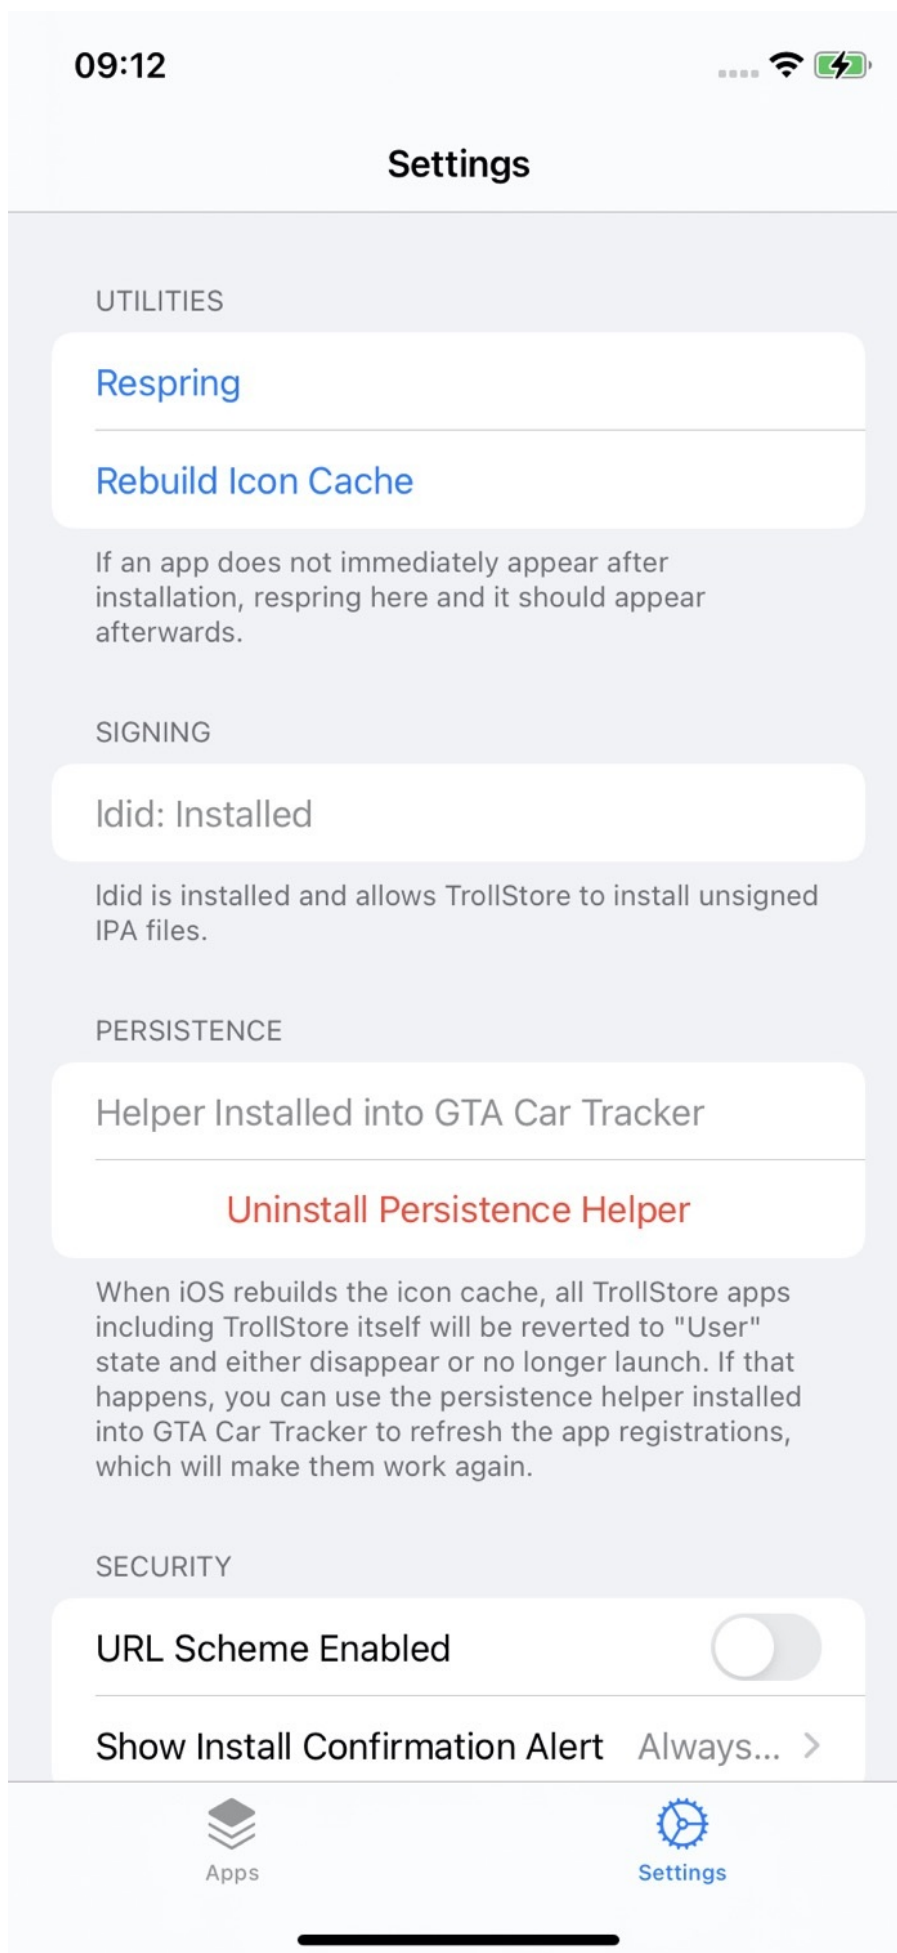 09:12
Settings
UTILITIES
Respring
Rebuild Icon Cache
If an app does not immediately appear after
installation, respring here and it should appear
afterwards.
SIGNING
ldid: Installed
ldid is installed and allows TrollStore to install unsigned
IPA files.
PERSISTENCE
Helper Installed into GTA Car Tracker
Uninstall Persistence Helper
When iOS rebuilds the icon cache, all TrollStore apps
including TrollStore itself will be reverted to "User"
state and either disappear or no longer launch. If that
happens, you can use the persistence helper installed
into GTA Car Tracker to refresh the app registrations,
which will make them work again.
SECURITY
URL Scheme Enabled
Show Install Confirmation Alert Always...
Apps Settings